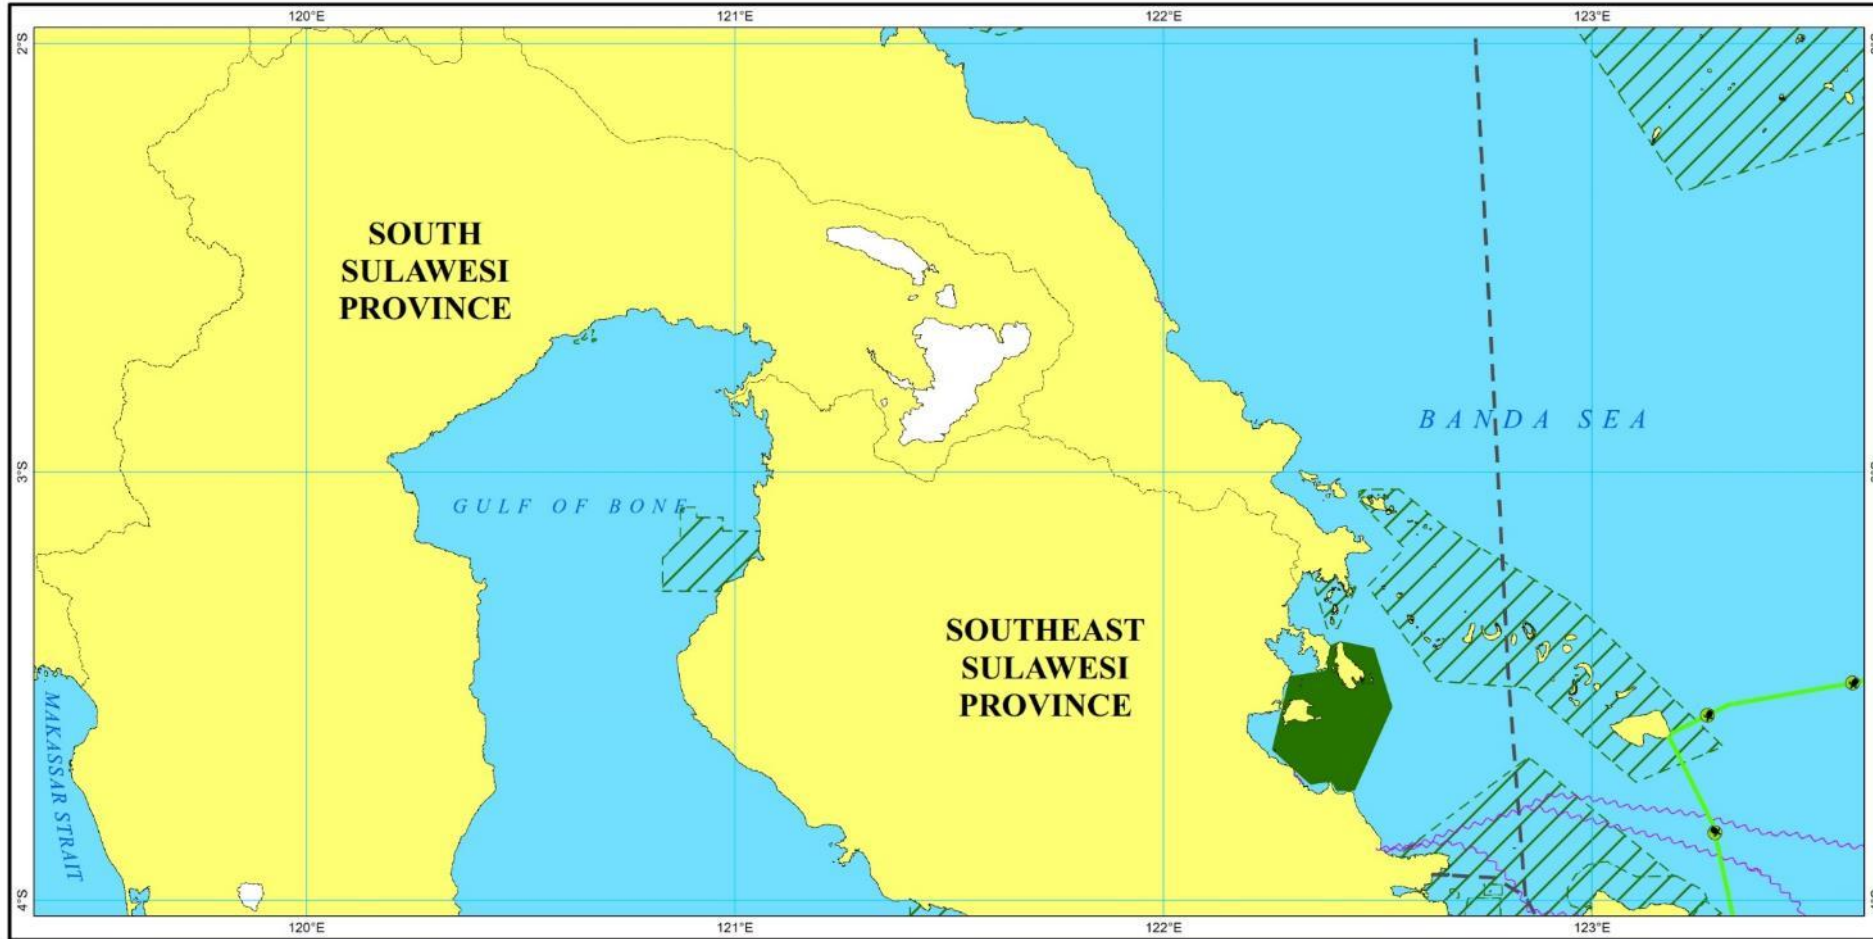 120°E
121°E
122°E
123°E
2°S
SOUTH
SULAWESI
PROVINCE
BANDA SEA
3°S
GULF OF BONE
SOUTHEAST
SULAWESI
PROVINCE
MAKASSAR STRAIT
4°S
120°E
121°E
122°E
123°E